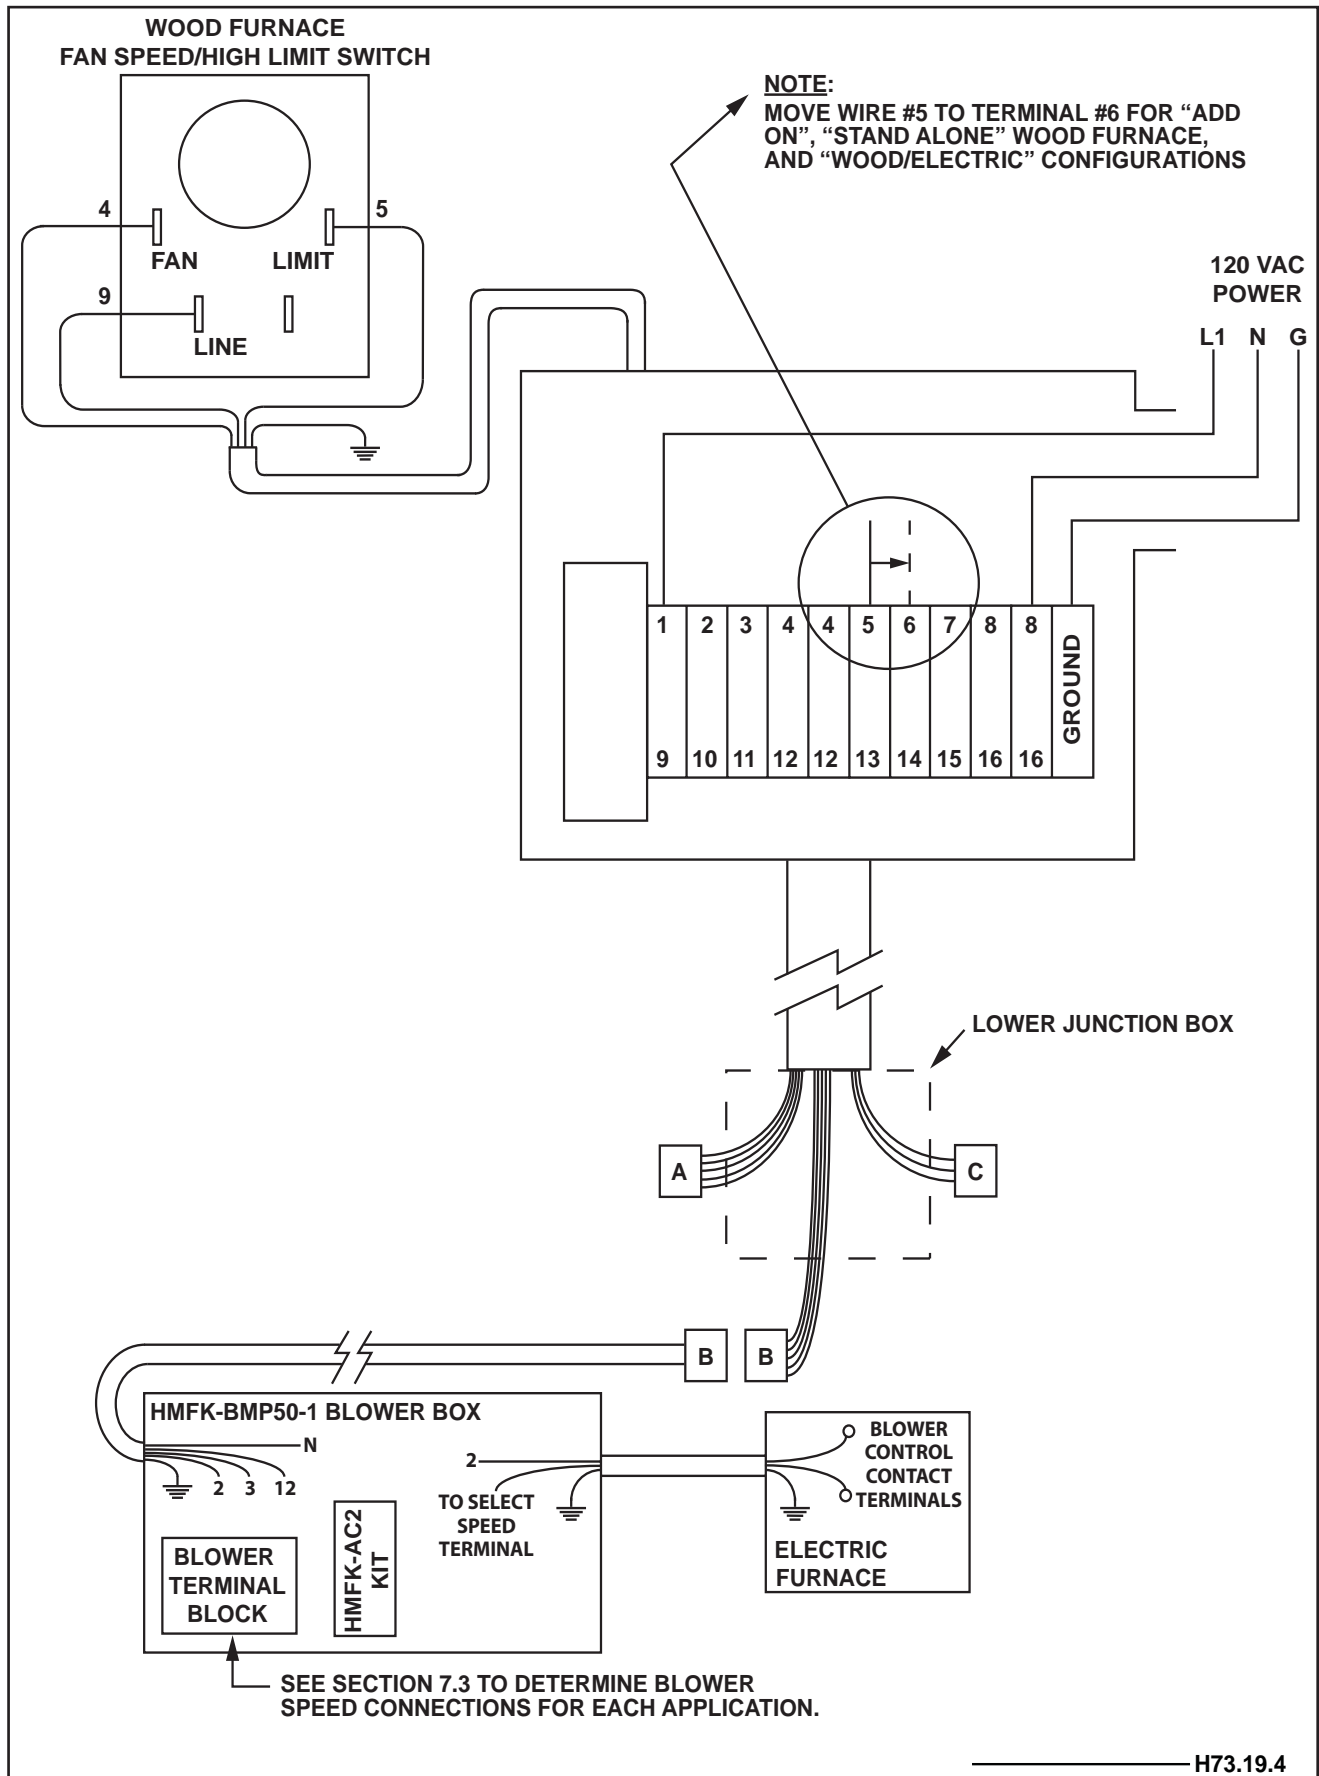 WOOD FURNACE
FAN SPEED/HIGH LIMIT SWITCH
NOTE:
MOVE WIRE #5 TO TERMINAL #6 FOR “ADD
ON”, “STAND ALONE” WOOD FURNACE,
AND “WOOD/ELECTRIC” CONFIGURATIONS
4
5
FAN
LIMIT
9
LINE
120 VAC
POWER
L1 N G
1 2 3 4 4 5 6 7 8 8
GROUND
9 10 11 12 12 13 14 15 16 16
LOWER JUNCTION BOX
A
C
B
B
HMFK-BMP50-1 BLOWER BOX
N
2 3 12
2
TO SELECT
SPEED
TERMINAL
BLOWER
CONTROL
CONTACT
TERMINALS
ELECTRIC
FURNACE
BLOWER
TERMINAL
BLOCK
HMFK-AC2
KIT
SEE SECTION 7.3 TO DETERMINE BLOWER
SPEED CONNECTIONS FOR EACH APPLICATION.
H73.19.4